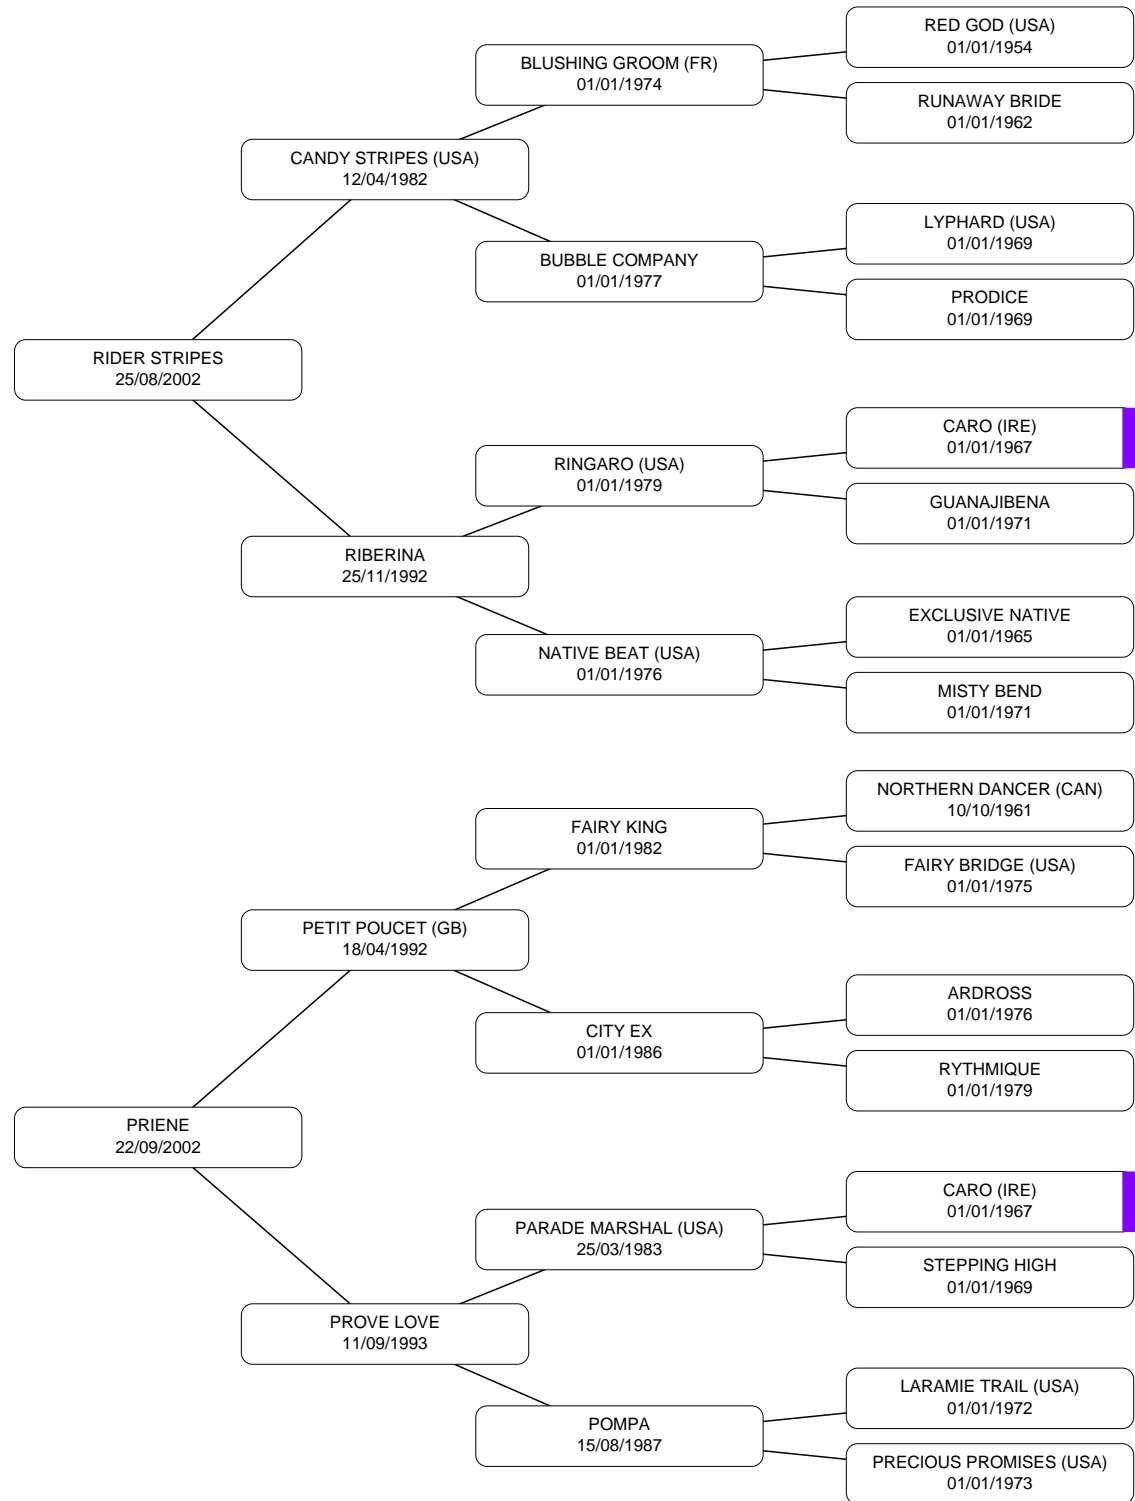 RED GOD (USA)
01/01/1954
BLUSHING GROOM (FR)
01/01/1974
RUNAWAY BRIDE
01/01/1962
CANDY STRIPES (USA)
12/04/1982
LYPHARD (USA)
01/01/1969
BUBBLE COMPANY
01/01/1977
PRODICE
01/01/1969
RIDER STRIPES
25/08/2002
CARO (IRE)
01/01/1967
RINGARO (USA)
01/01/1979
GUANAJIBENA
01/01/1971
RIBERINA
25/11/1992
EXCLUSIVE NATIVE
01/01/1965
NATIVE BEAT (USA)
01/01/1976
MISTY BEND
01/01/1971
NORTHERN DANCER (CAN)
10/10/1961
FAIRY KING
01/01/1982
FAIRY BRIDGE (USA)
01/01/1975
PETIT POUCET (GB)
18/04/1992
ARDROSS
01/01/1976
CITY EX
01/01/1986
RYTHMIQUE
01/01/1979
PRIENE
22/09/2002
CARO (IRE)
01/01/1967
PARADE MARSHAL (USA)
25/03/1983
STEPPING HIGH
01/01/1969
PROVE LOVE
11/09/1993
LARAMIE TRAIL (USA)
01/01/1972
POMPA
15/08/1987
PRECIOUS PROMISES (USA)
01/01/1973